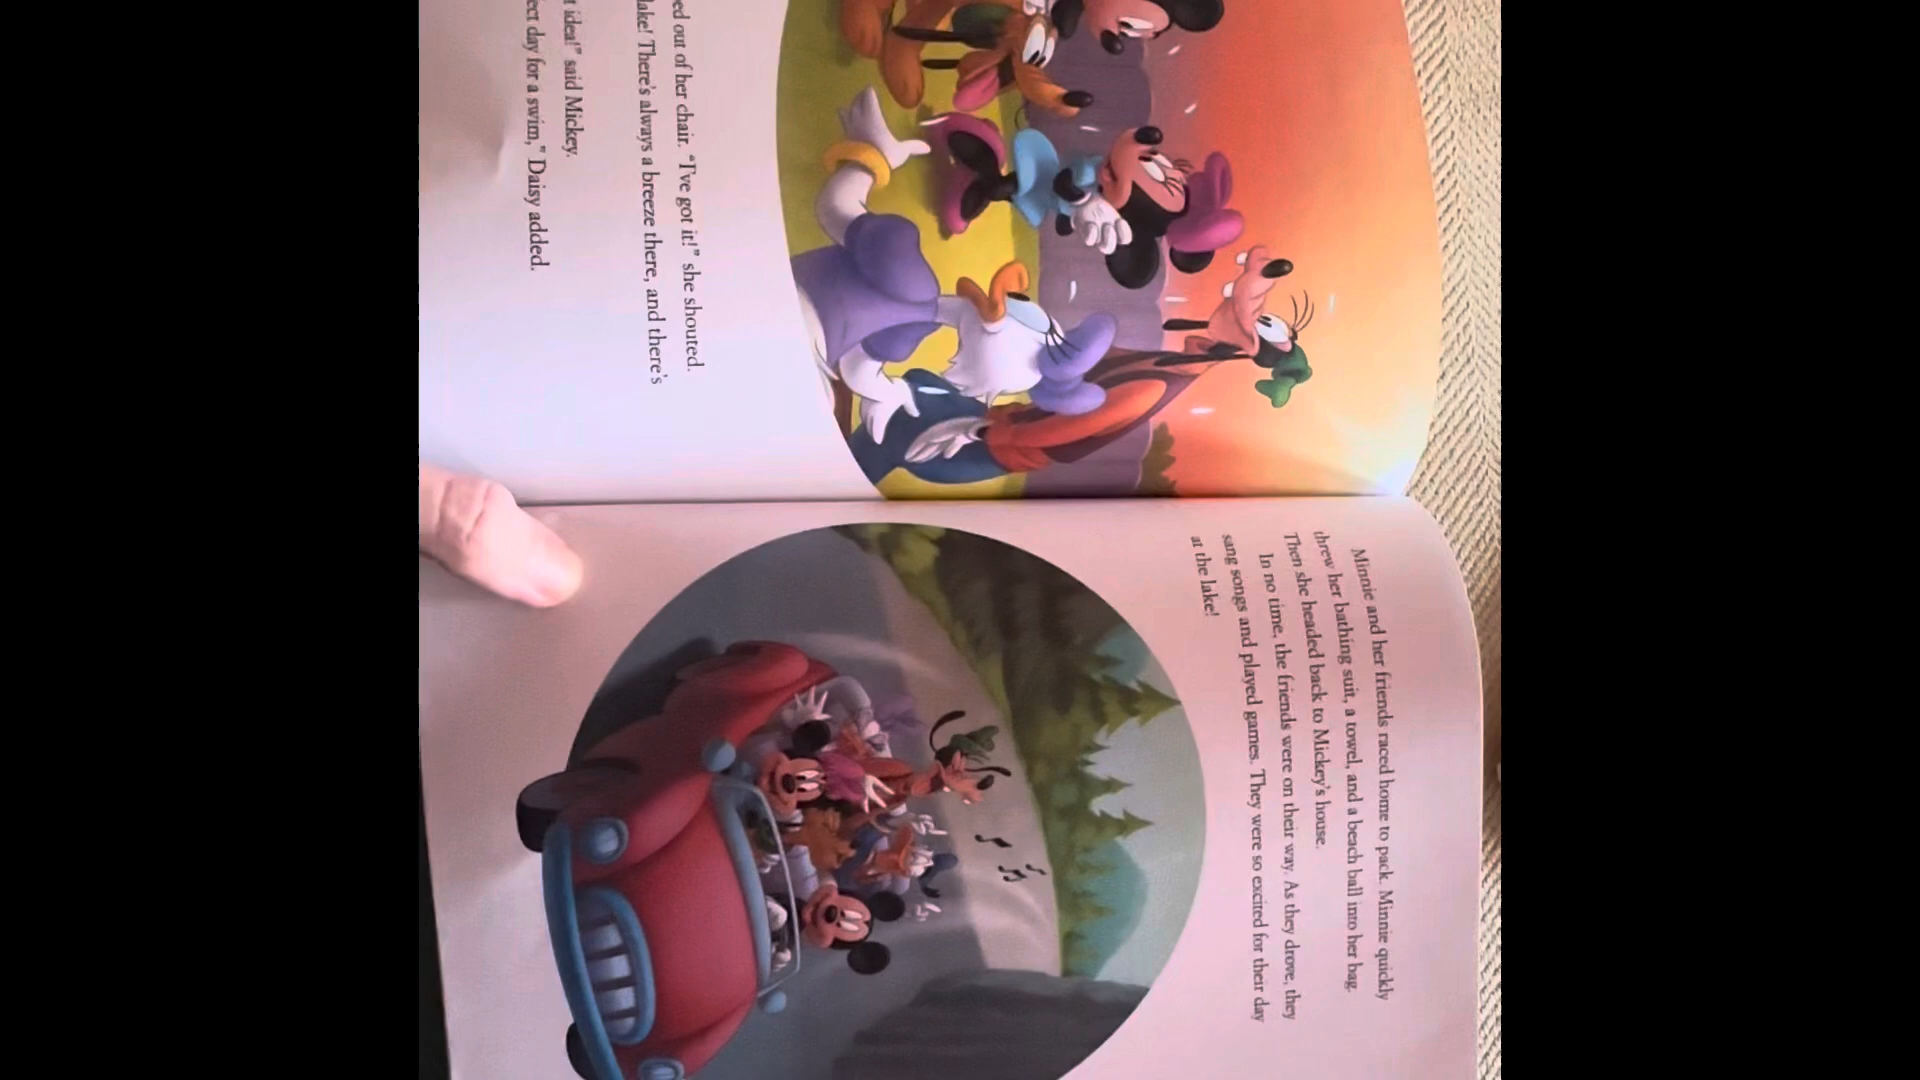 ed out of her chair. "I've got it!" she shouted.
lake! There's always a breeze there, and there's
idea!" said Mickey.
day for a swim," Daisy added.
Minnie and her friends raced home to pack. Minnie quickly
threw her bathing suit, a towel, and a beach ball into her bag.
Then she headed back to Mickey's house.
In no time, the friends were on their way. As they drove, they
sang songs and played games. They were so excited for their day
at the lake!